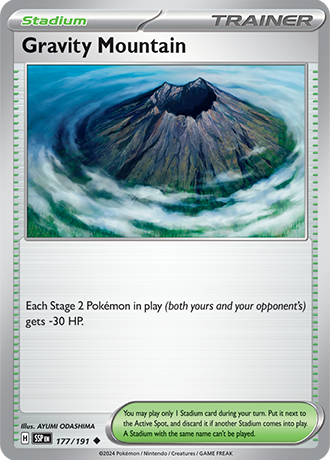 Stadium TRAINER
Gravity Mountain
Each Stage 2 Pokémon in play (both yours and your opponent's)
gets -30 HP.
Illus. AYUMI ODASHIMA
H SSP EN 177/191
You may play only 1 Stadium card during your turn. Put it next to
the Active Spot, and discard it if another Stadium comes into play.
A Stadium with the same name can't be played.
©2024 Pokémon / Nintendo / Creatures / GAME FREAK